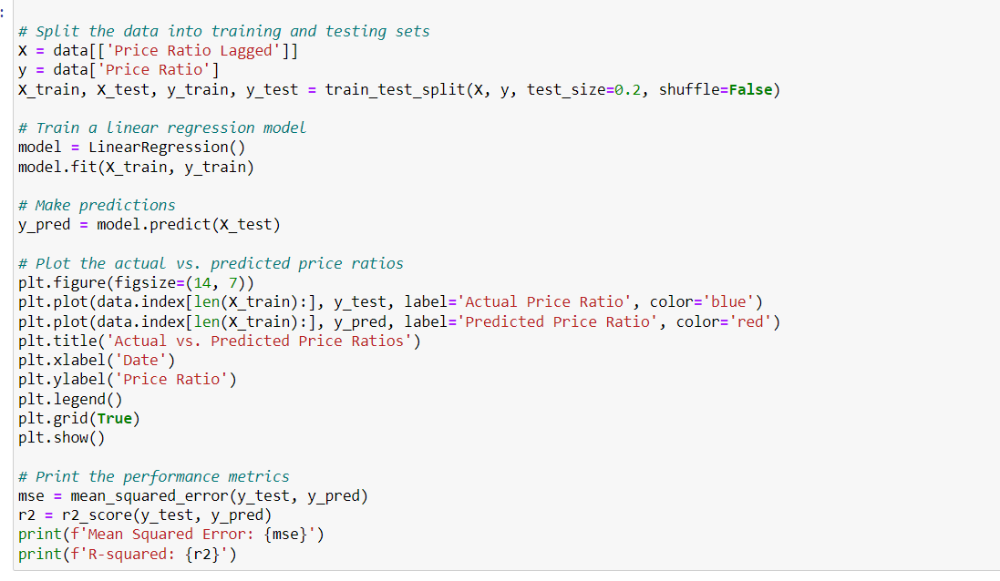 :
# Split the data into training and testing sets
X = data[['Price Ratio Lagged']]
y = data['Price Ratio']
X_train, X_test, y_train, y_test = train_test_split(X, y, test_size=0.2, shuffle=False)
# Train a linear regression model
model = LinearRegression()
model.fit(X_train, y_train)
# Make predictions
y_pred = model.predict(X_test)
# Plot the actual vs. predicted price ratios
plt.figure(figsize=(14, 7))
plt.plot(data.index[len(X_train):], y_test, label='Actual Price Ratio', color='blue')
plt.plot(data.index[len(X_train):], y_pred, label='Predicted Price Ratio', color='red')
plt.title('Actual vs. Predicted Price Ratios')
plt.xlabel('Date')
plt.ylabel('Price Ratio')
plt.legend()
plt.grid(True)
plt.show()
# Print the performance metrics
mse = mean_squared_error(y_test, y_pred)
r2 = r2_score(y_test, y_pred)
print(f'Mean Squared Error: {mse}')
print(f'R-squared: {r2}')